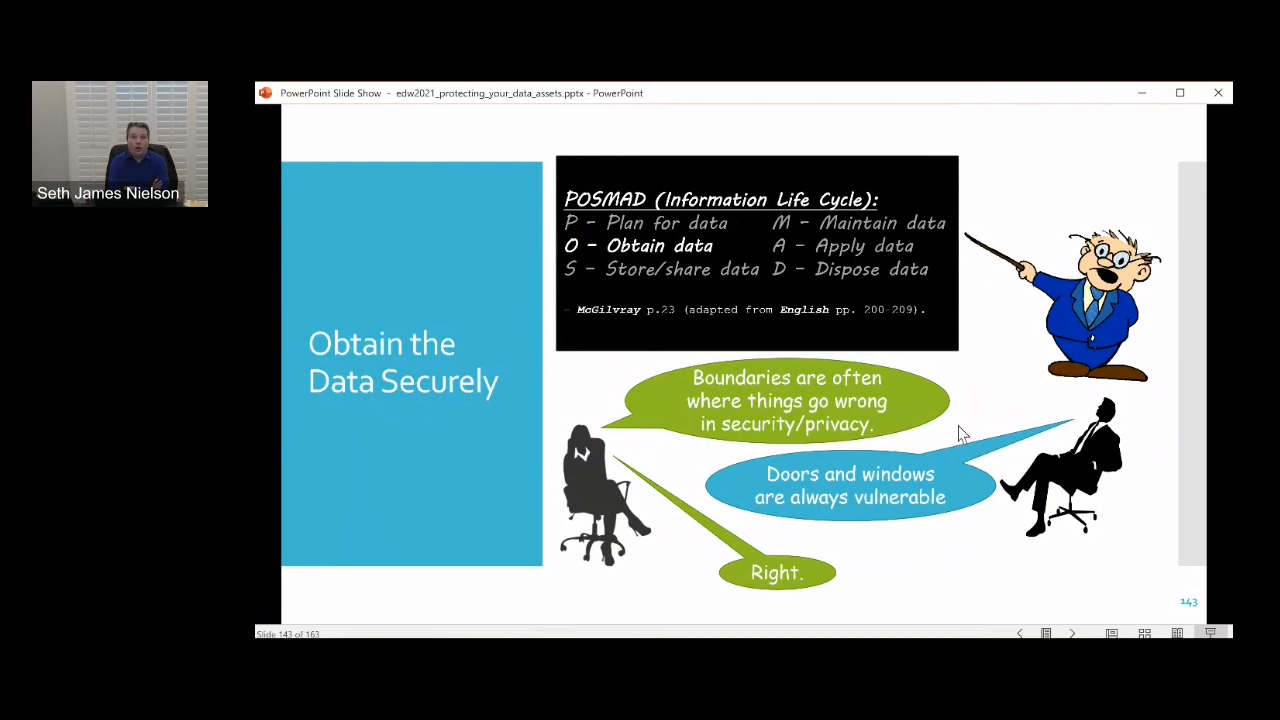 PowerPoint Slide Show - edw2021_protecting_your_data_assets.pptx - PowerPoint
Seth James Nielson
Obtain the
Data Securely
POSMAD (Information Life Cycle):
P - Plan for data M - Maintain data
O - Obtain data A - Apply data
S - Store/share data D - Dispose data
- McGilvray p.23 (adapted from English pp. 200-209).
Boundaries are often
where things go wrong
in security/privacy.
Doors and windows
are always vulnerable
Right.
143
Slide 143 of 163